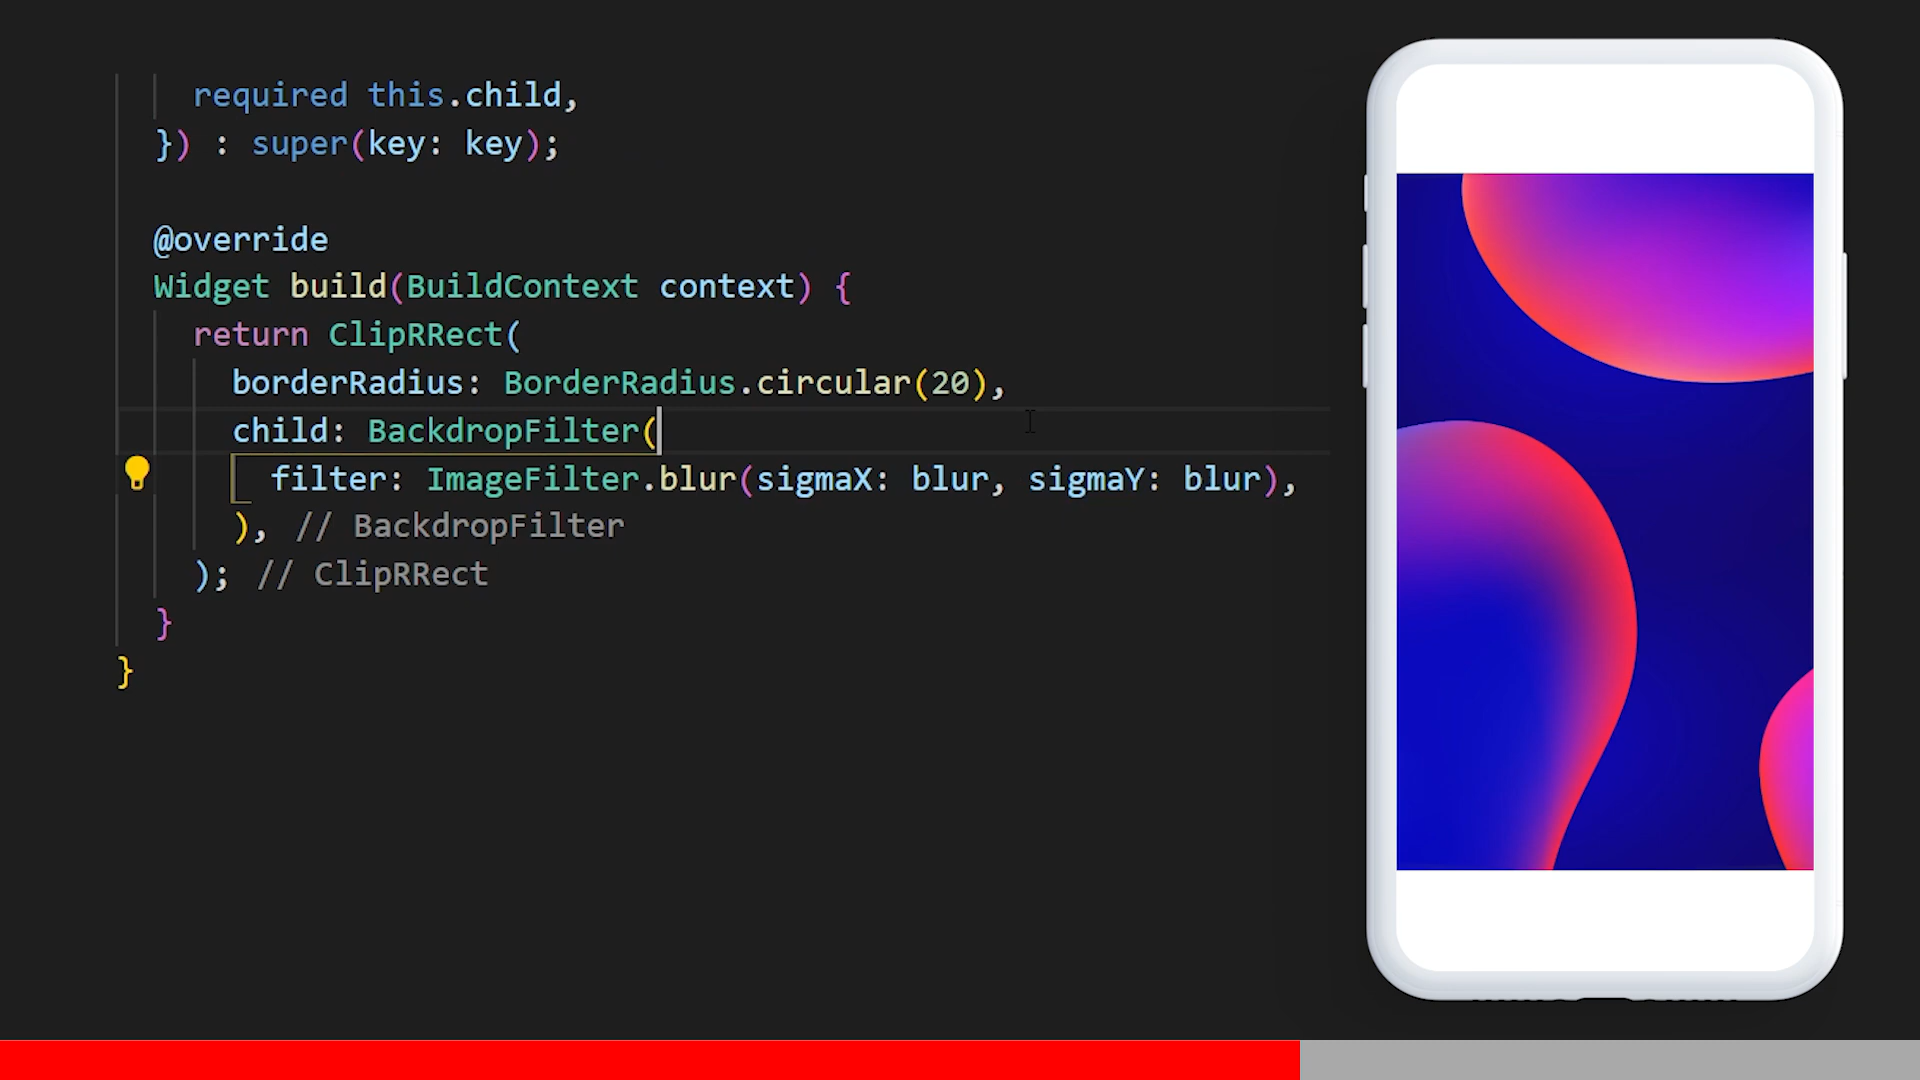 required this.child,
}) : super(key: key);
@override
Widget build(BuildContext context) {
return ClipRRect(
borderRadius: BorderRadius.circular(20),
child: BackdropFilter(
filter: ImageFilter.blur(sigmaX: blur, sigmaY: blur),
), // BackdropFilter
); // ClipRRect
}
}